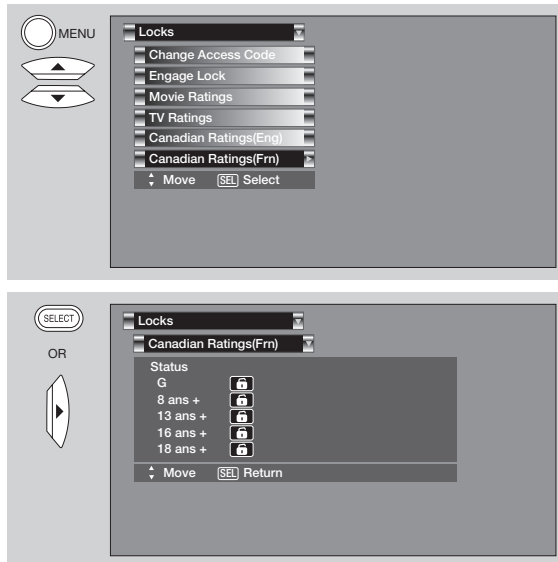 MENU
Locks
Change Access Code
Engage Lock
Movie Ratings
TV Ratings
Canadian Ratings(Eng)
Canadian Ratings(Frn)
Move SEL Select
SELECT
OR
Locks
Canadian Ratings(Frn)
Status
G
8 ans +
13 ans +
16 ans +
18 ans +
Move SEL Return